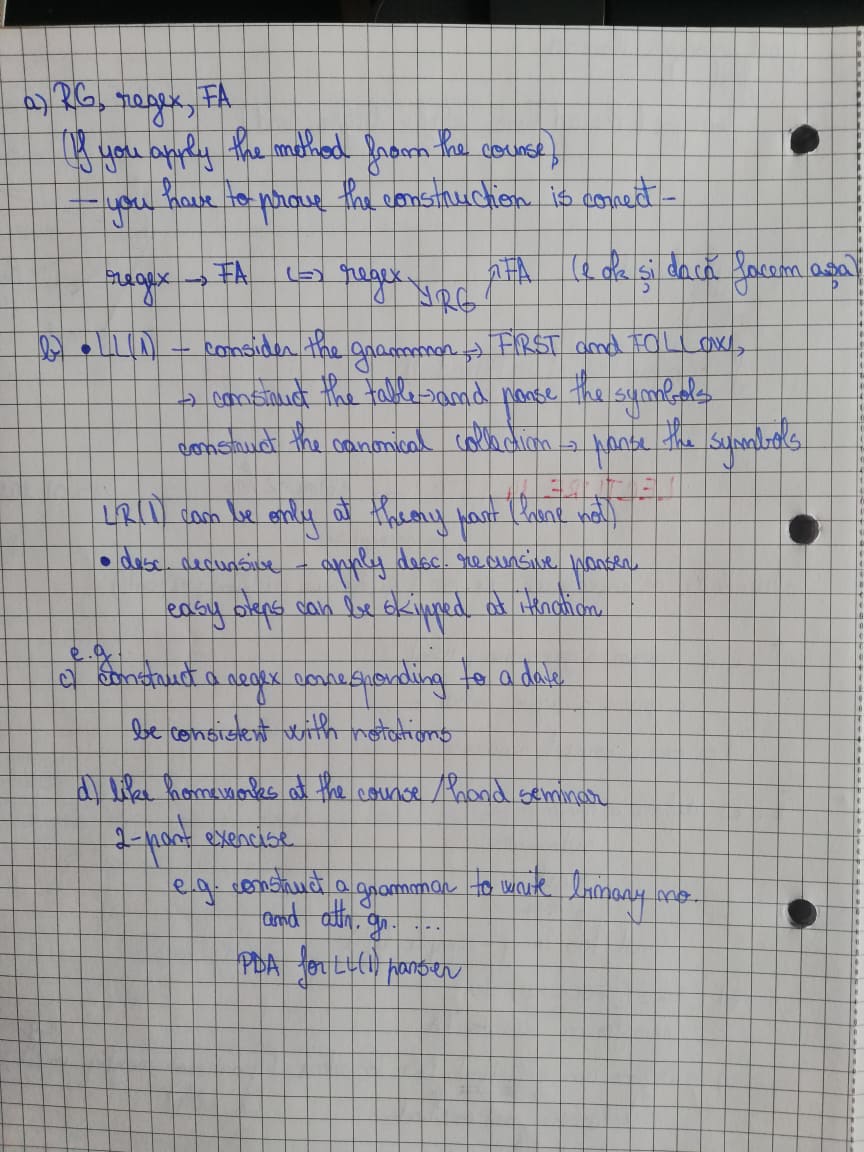 a) RG, regex, FA
(If you apply the method from the course),
— you have to prove the construction is correct -
regex → FA <=> regex ↘ RG ↗ FA (e ok și dacă facem așa)
b) • LL(1) - consider the grammar, → FIRST and FOLLOW,
→ construct the table → and parse the symbols
construct the canonical collection → parse the symbols
LR(1) can be only at theory part (here not)
• desc. recursive - apply desc. recursive parser
easy steps can be skipped at iteration
e.g.
c) construct a regex corresponding to a date
be consistent with notations
d) like homeworks at the course / hand seminar
2-part exercise
e.g. construct a grammar to write binary no.
and attr. gr. ...
PDA for LL(1) parser